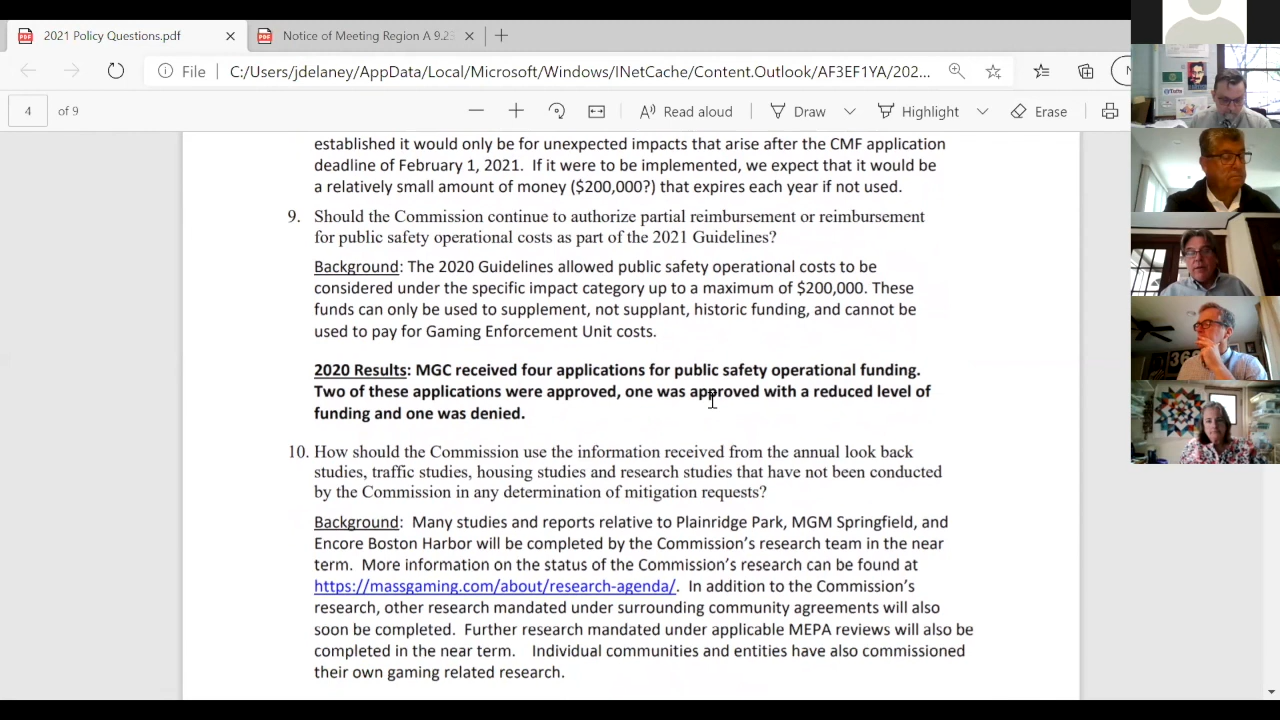 2021 Policy Questions.pdf
Notice of Meeting Region A 9.23
File
C:/Users/jdelaney/AppData/Local/Microsoft/Windows/INetCache/Content.Outlook/AF3EF1YA/202...
4 of 9
Read aloud
Draw
Highlight
Erase
established it would only be for unexpected impacts that arise after the CMF application
deadline of February 1, 2021. If it were to be implemented, we expect that it would be
a relatively small amount of money ($200,000?) that expires each year if not used.
9. Should the Commission continue to authorize partial reimbursement or reimbursement
for public safety operational costs as part of the 2021 Guidelines?
Background: The 2020 Guidelines allowed public safety operational costs to be
considered under the specific impact category up to a maximum of $200,000. These
funds can only be used to supplement, not supplant, historic funding, and cannot be
used to pay for Gaming Enforcement Unit costs.
2020 Results: MGC received four applications for public safety operational funding.
Two of these applications were approved, one was approved with a reduced level of
funding and one was denied.
10. How should the Commission use the information received from the annual look back
studies, traffic studies, housing studies and research studies that have not been conducted
by the Commission in any determination of mitigation requests?
Background: Many studies and reports relative to Plainridge Park, MGM Springfield, and
Encore Boston Harbor will be completed by the Commission's research team in the near
term. More information on the status of the Commission's research can be found at
https://massgaming.com/about/research-agenda/. In addition to the Commission's
research, other research mandated under surrounding community agreements will also
soon be completed. Further research mandated under applicable MEPA reviews will also be
completed in the near term. Individual communities and entities have also commissioned
their own gaming related research.